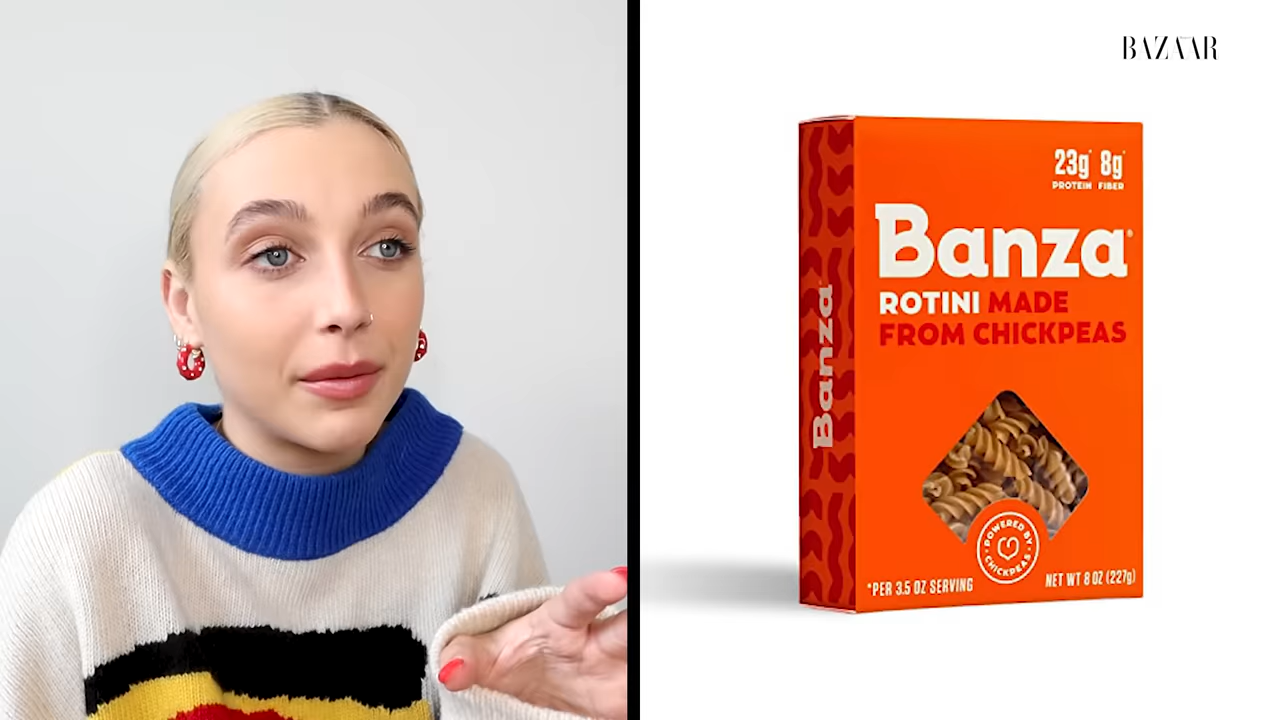 BAZAAR
23g* 8g*
PROTEIN FIBER
Banza®
ROTINI MADE
FROM CHICKPEAS
Banza
POWERED BY
CHICKPEAS
*PER 3.5 OZ SERVING
NET WT 8 OZ (227g)